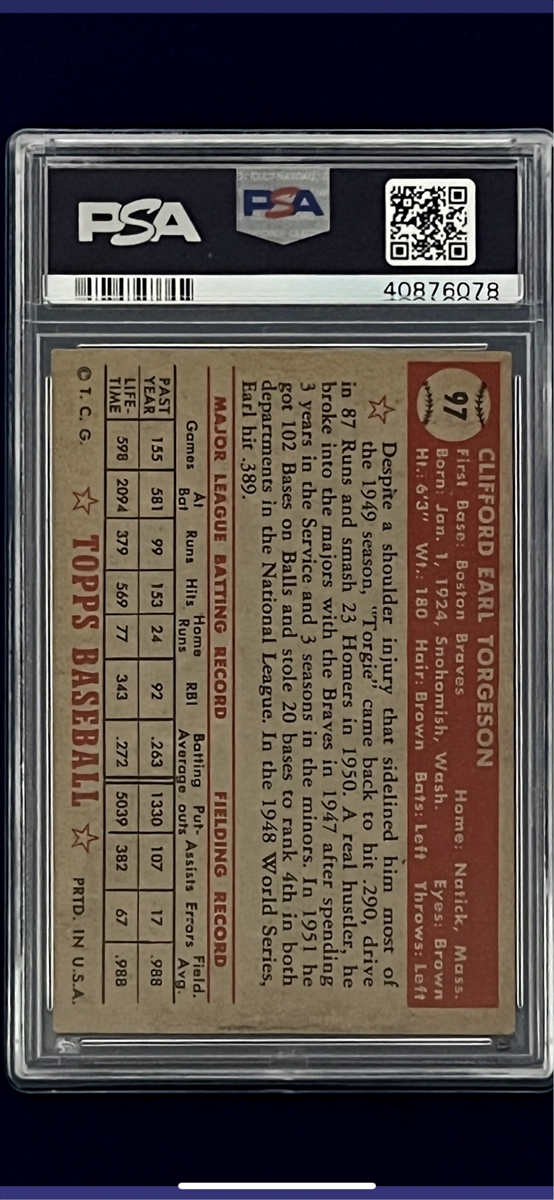 PSA
PSA
40876078
97
CLIFFORD EARL TORGESON
First Base: Boston Braves Home: Natick, Mass.
Born: Jan. 1, 1924, Snohomish, Wash. Eyes: Brown
Ht.: 6'3" Wt.: 180 Hair: Brown Bats: Left Throws: Left
Despite a shoulder injury that sidelined him most of
the 1949 season, "Torgie" came back to hit .290, drive
in 87 Runs and smash 23 Homers in 1950. A real hustler, he
broke into the majors with the Braves in 1947 after spending
3 years in the Service and 3 seasons in the minors. In 1951 he
got 102 Bases on Balls and stole 20 bases to rank 4th in both
departments in the National League. In the 1948 World Series,
Earl hit .389.
MAJOR LEAGUE BATTING RECORD FIELDING RECORD
Games At Bat Runs Hits Home Runs RBI Batting Average Put-outs Assists Errors Field. Avg.
PAST YEAR 155 581 99 153 24 92 .263 1330 107 17 .988
LIFE-TIME 598 2094 379 569 77 343 .272 5039 382 67 .988
© T. C. G. TOPPS BASEBALL PRTD. IN U.S.A.